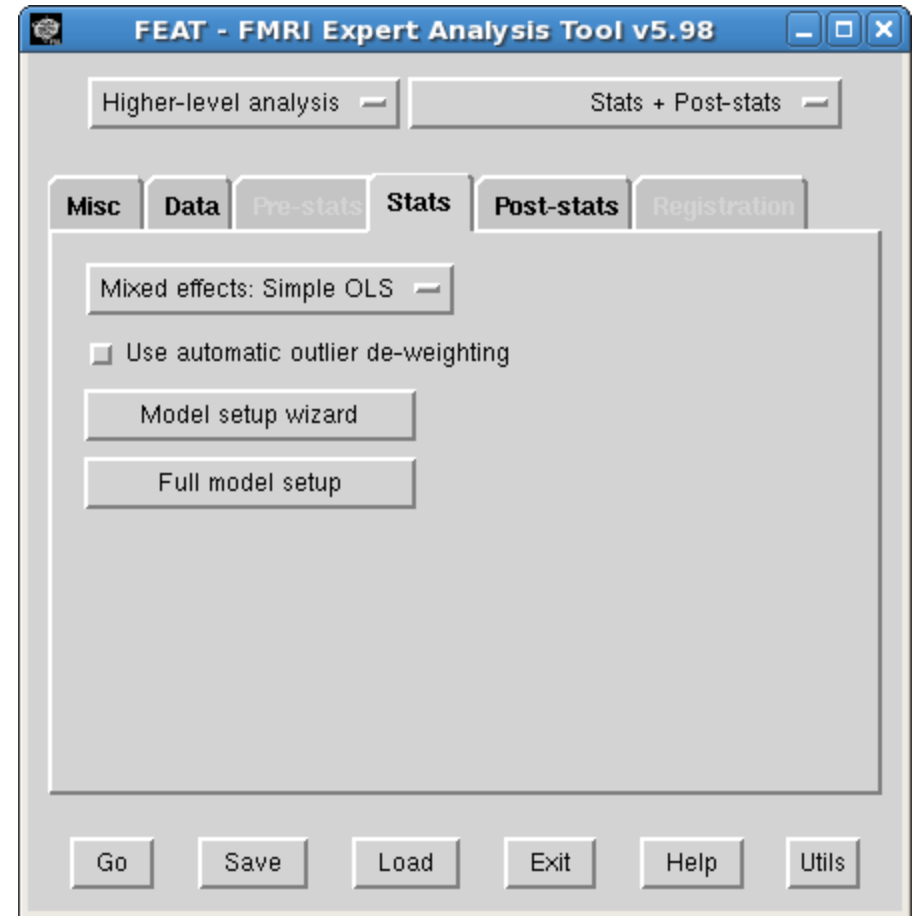 FEAT - FMRI Expert Analysis Tool v5.98
Higher-level analysis Stats + Post-stats
Misc Data Pre-stats Stats Post-stats Registration
Mixed effects: Simple OLS
Use automatic outlier de-weighting
Model setup wizard
Full model setup
Go Save Load Exit Help Utils